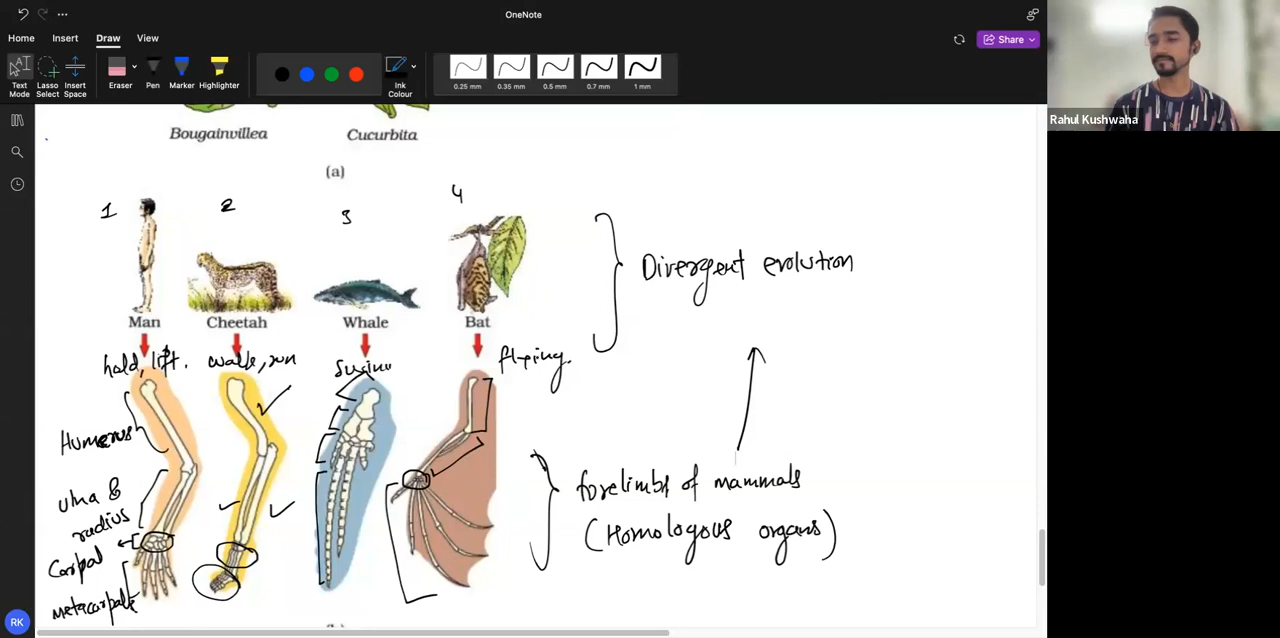 OneNote
Home Insert Draw View
Share
Text Mode
Lasso Select
Insert Space
Eraser
Pen
Marker
Highlighter
Ink Colour
0.25 mm
0.35 mm
0.5 mm
0.7 mm
1 mm
Rahul Kushwaha
Bougainvillea
Cucurbita
(a)
1 2 3 4
Divergent evolution
Man
Cheetah
Whale
Bat
hold, lift.
walk, run
flying.
Humerus
ulna &
radius
Carpal
metacarpals
forelimbs of mammals
(Homologous organs)
RK